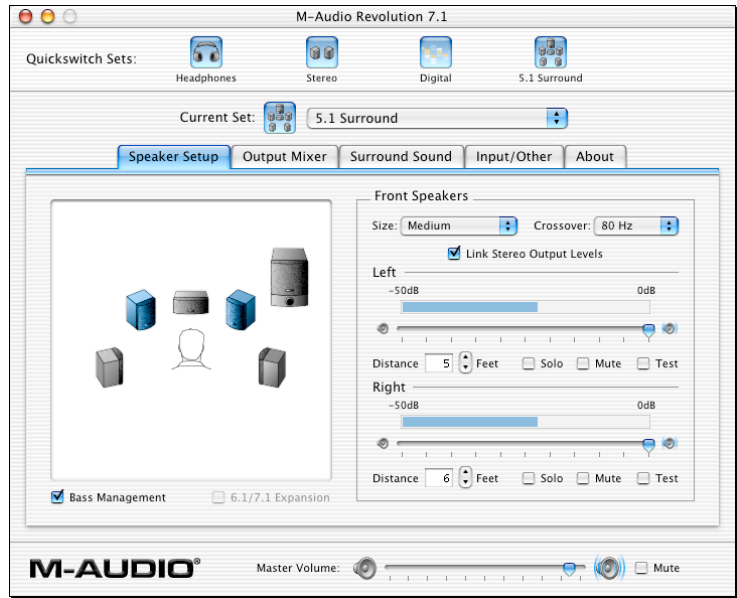 M-Audio Revolution 7.1
Quickswitch Sets:
Headphones Stereo Digital 5.1 Surround
Current Set: 5.1 Surround
Speaker Setup Output Mixer Surround Sound Input/Other About
Front Speakers
Size: Medium Crossover: 80 Hz
Link Stereo Output Levels
Left
-50dB 0dB
Distance 5 Feet Solo Mute Test
Right
-50dB 0dB
Distance 6 Feet Solo Mute Test
Bass Management 6.1/7.1 Expansion
M-AUDIO® Master Volume: Mute